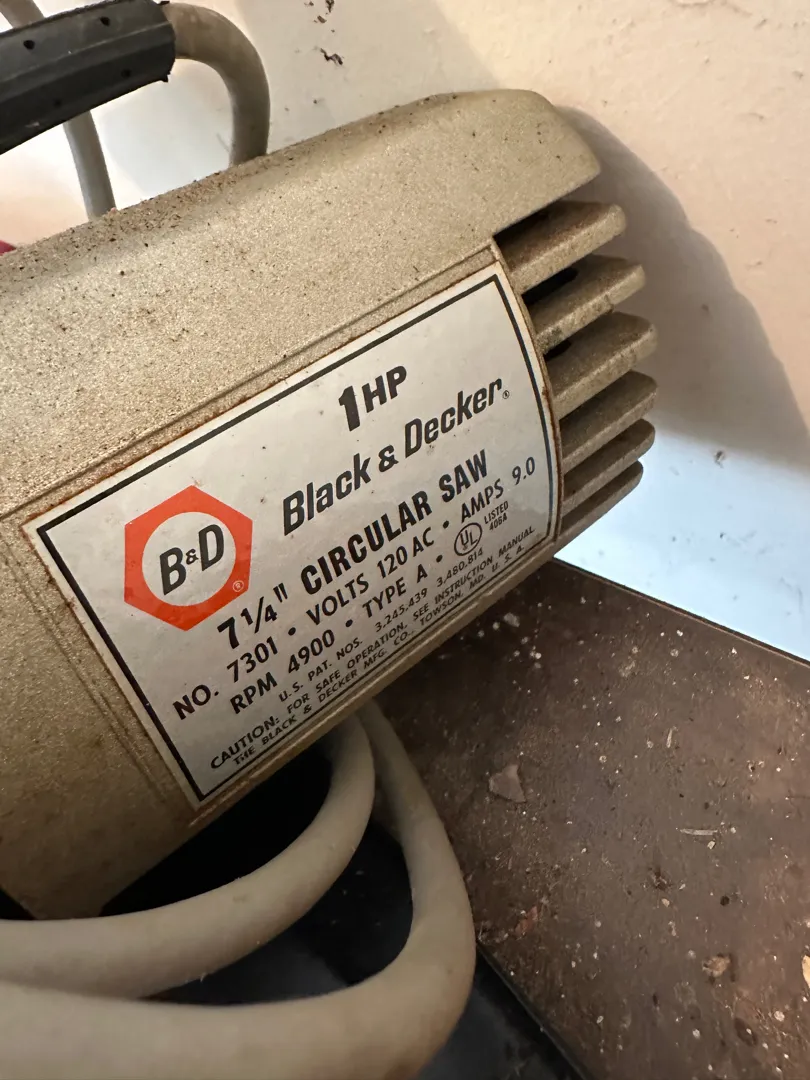 1HP
Black & Decker®
B&D®
7 1/4" CIRCULAR SAW
NO. 7301 • VOLTS 120 AC • AMPS 9.0
RPM 4900 • TYPE A • UL LISTED 406A
U.S. PAT. NOS. 3,245,439 3,480,814
CAUTION: FOR SAFE OPERATION, SEE INSTRUCTION MANUAL
THE BLACK & DECKER MFG. CO., TOWSON, MD. U.S.A.